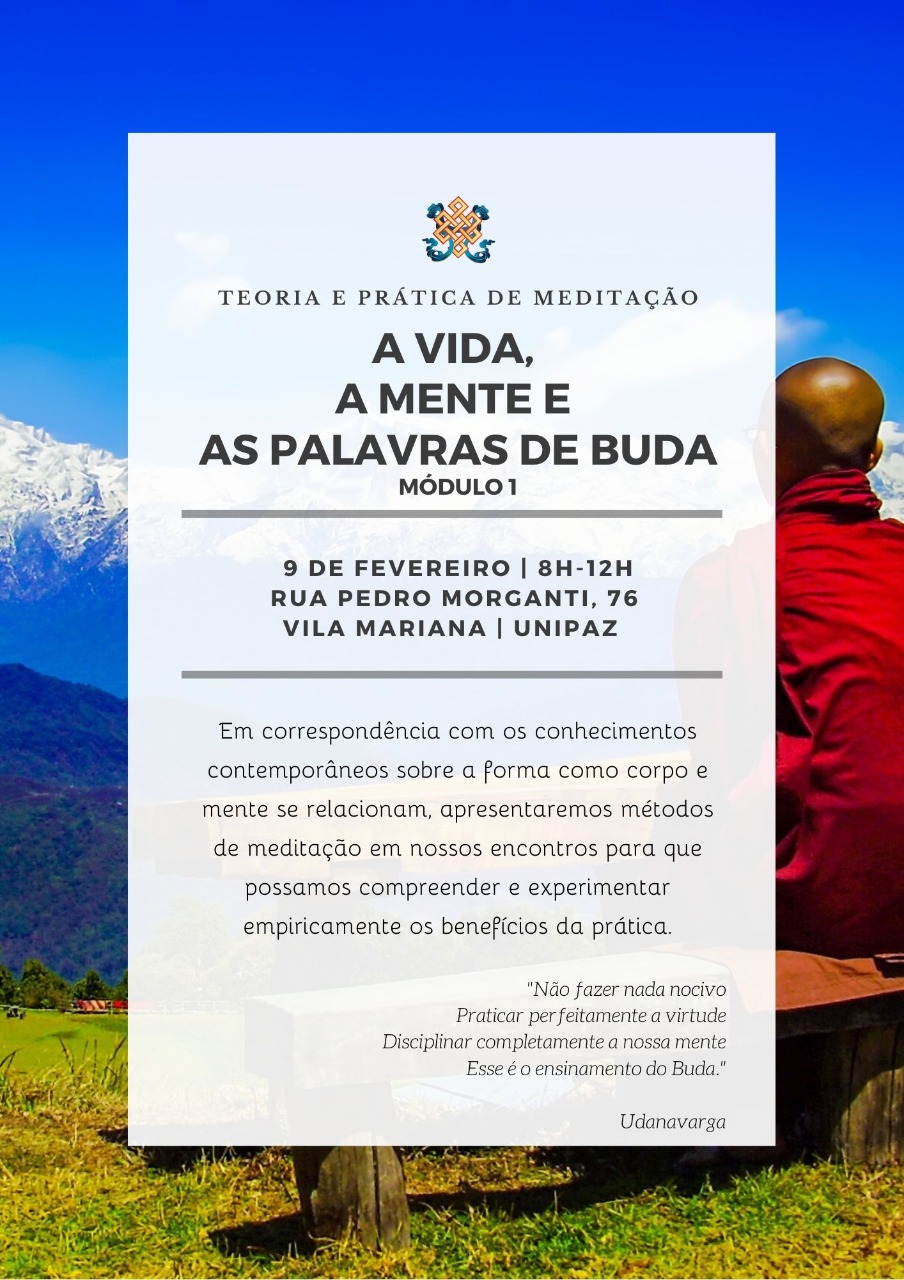 TEORIA E PRÁTICA DE MEDITAÇÃO
A VIDA,
A MENTE E
AS PALAVRAS DE BUDA
MÓDULO 1
9 DE FEVEREIRO | 8H-12H
RUA PEDRO MORGANTI, 76
VILA MARIANA | UNIPAZ
Em correspondência com os conhecimentos
contemporâneos sobre a forma como corpo e
mente se relacionam, apresentaremos métodos
de meditação em nossos encontros para que
possamos compreender e experimentar
empiricamente os benefícios da prática.
"Não fazer nada nocivo
Praticar perfeitamente a virtude
Disciplinar completamente a nossa mente
Esse é o ensinamento do Buda."
Udanavarga